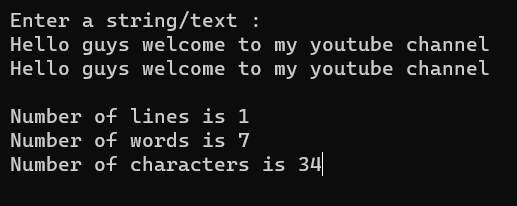 Enter a string/text :
Hello guys welcome to my youtube channel
Hello guys welcome to my youtube channel
Number of lines is 1
Number of words is 7
Number of characters is 34